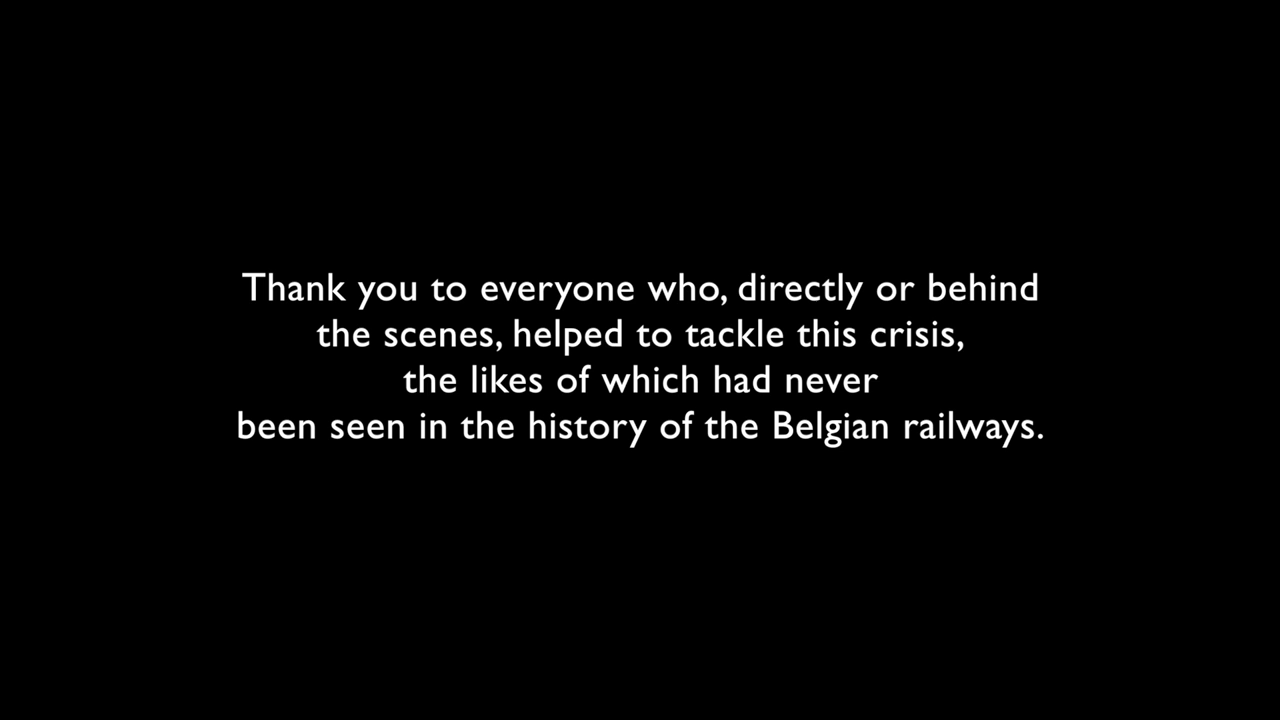 Thank you to everyone who, directly or behind
the scenes, helped to tackle this crisis,
the likes of which had never
been seen in the history of the Belgian railways.